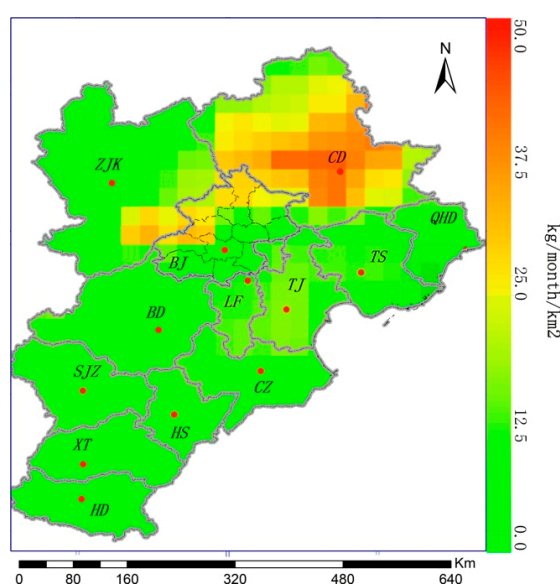 N
50.0
37.5
25.0
12.5
0.0
kg/month/km2
ZJK
CD
QHD
BJ
TS
LF
TJ
BD
SJZ
CZ
HS
XT
HD
0 80 160 320 480 640 Km